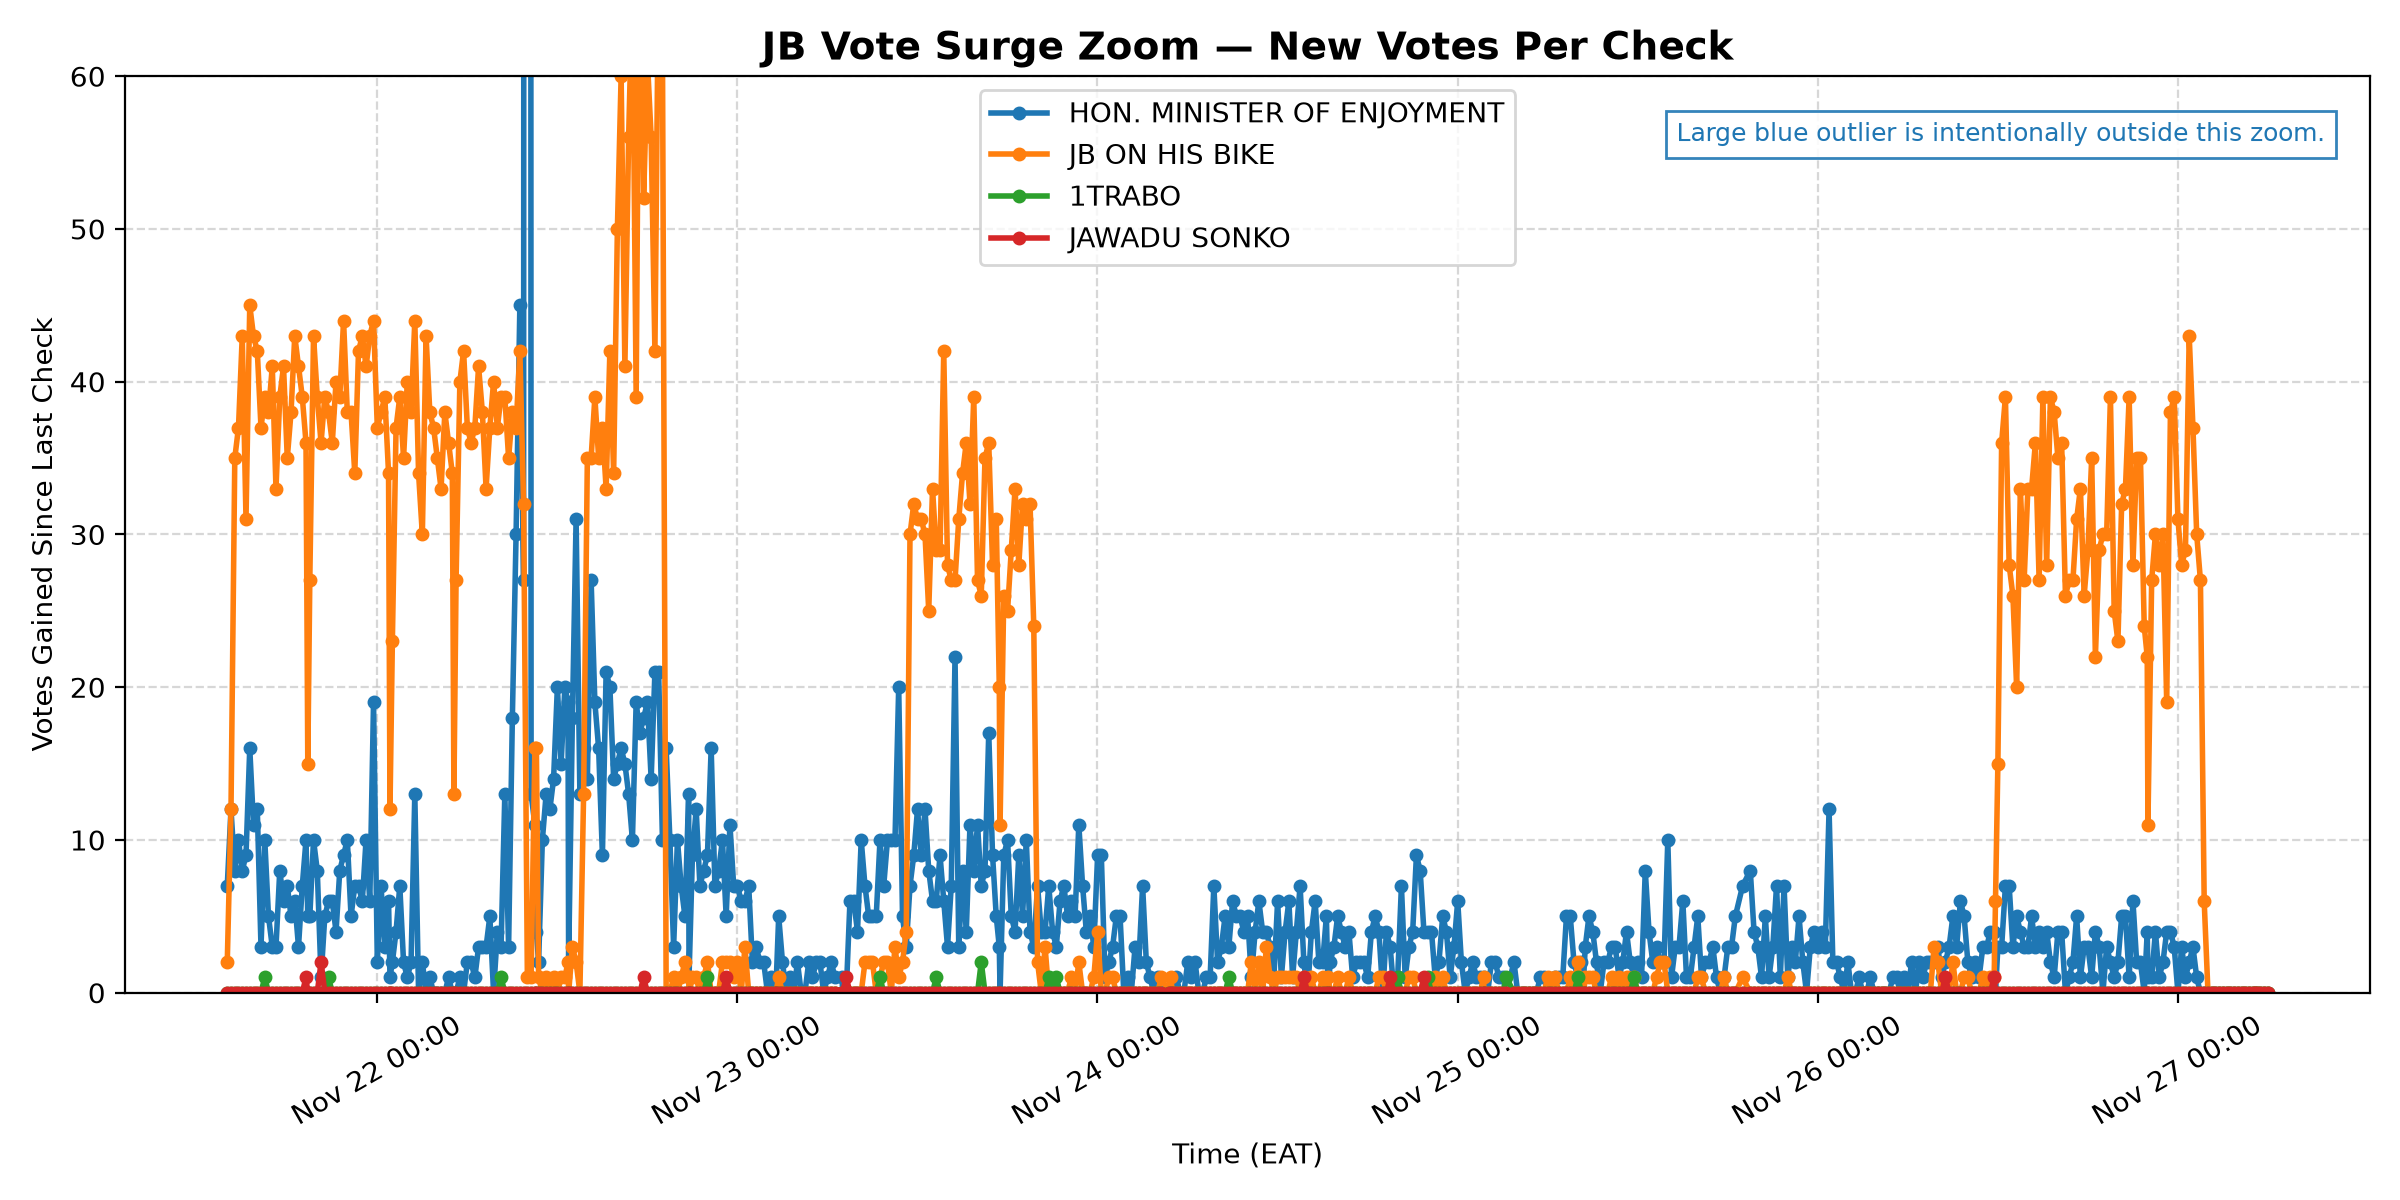 JB Vote Surge Zoom — New Votes Per Check
60
50
40
30
20
10
0
Votes Gained Since Last Check
HON. MINISTER OF ENJOYMENT
JB ON HIS BIKE
1TRABO
JAWADU SONKO
Large blue outlier is intentionally outside this zoom.
Nov 22 00:00
Nov 23 00:00
Nov 24 00:00
Nov 25 00:00
Nov 26 00:00
Nov 27 00:00
Time (EAT)